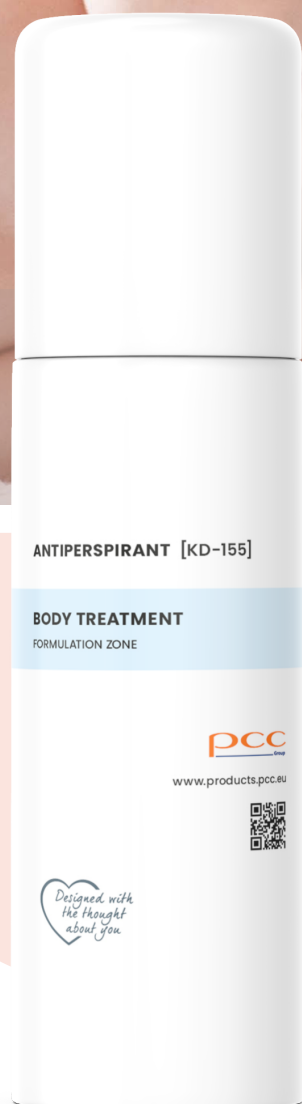 ANTIPERSPIRANT [KD-155]
BODY TREATMENT
FORMULATION ZONE
pcc
Group
www.products.pcc.eu
Designed with
the thought
about you